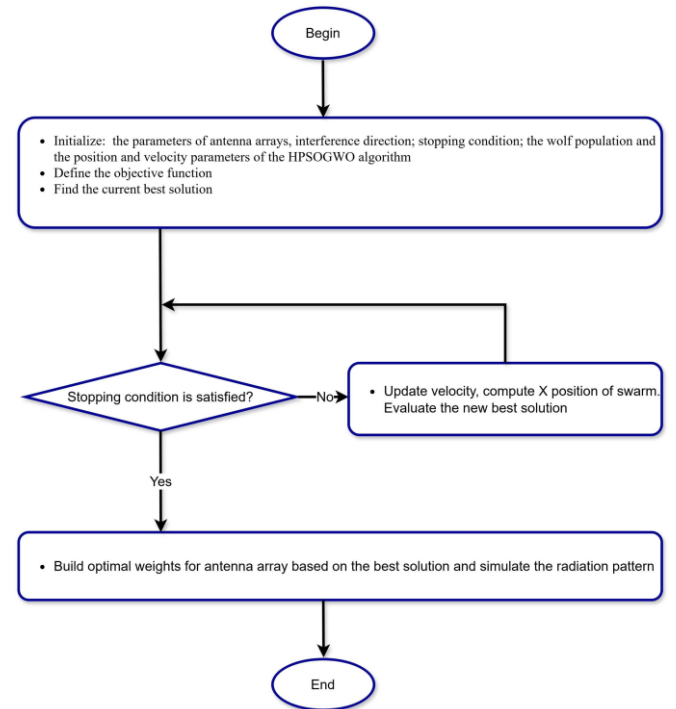 Begin
• Initialize: the parameters of antenna arrays, interference direction; stopping condition; the wolf population and
the position and velocity parameters of the HPSOGWO algorithm
• Define the objective function
• Find the current best solution
Stopping condition is satisfied?
No
• Update velocity, compute X position of swarm.
Evaluate the new best solution
Yes
• Build optimal weights for antenna array based on the best solution and simulate the radiation pattern
End